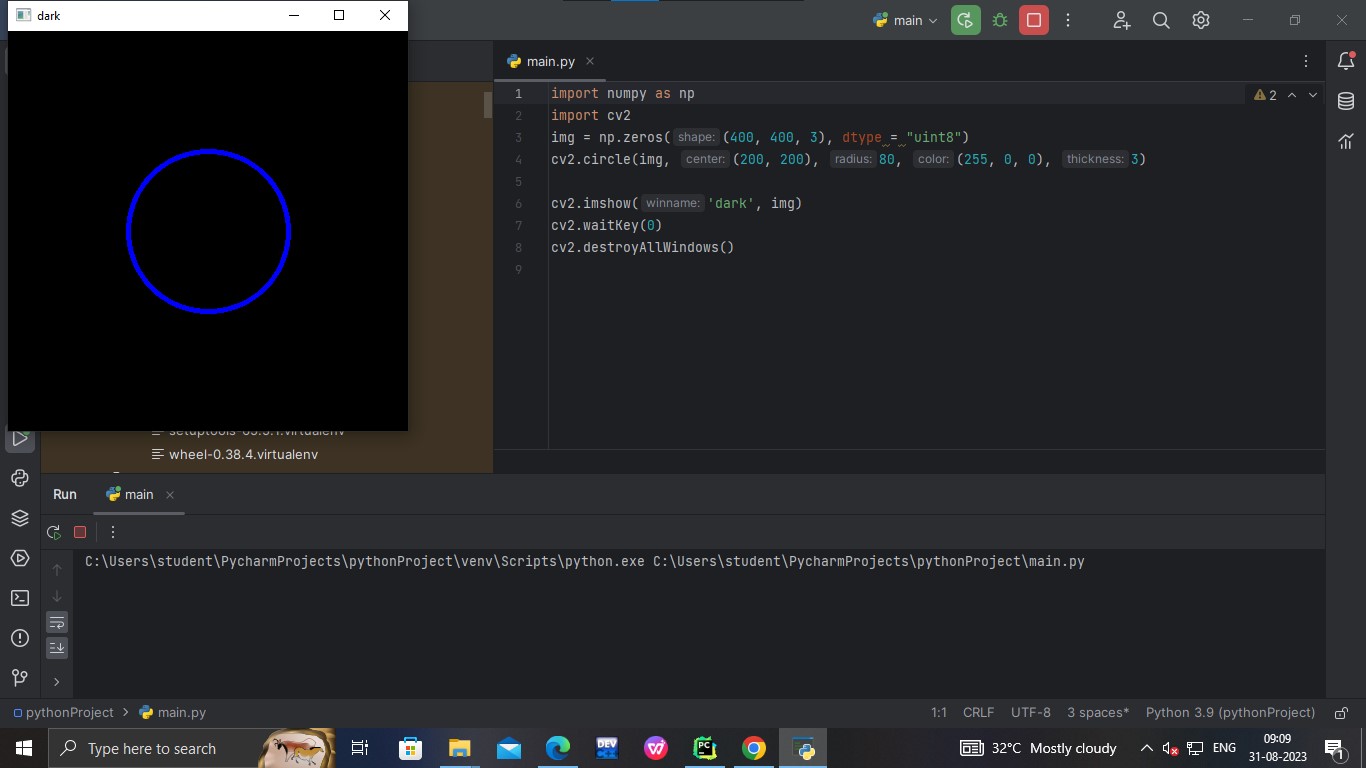 dark
main
main.py
1 import numpy as np
2 import cv2
3 img = np.zeros( shape: (400, 400, 3), dtype = "uint8")
4 cv2.circle(img, center: (200, 200), radius: 80, color: (255, 0, 0), thickness: 3)
5
6 cv2.imshow( winname: 'dark', img)
7 cv2.waitKey(0)
8 cv2.destroyAllWindows()
9
2
wheel-0.38.4.virtualenv
Run main
C:\Users\student\PycharmProjects\pythonProject\venv\Scripts\python.exe C:\Users\student\PycharmProjects\pythonProject\main.py
pythonProject > main.py
1:1 CRLF UTF-8 3 spaces* Python 3.9 (pythonProject)
Type here to search
DEV
PC
32°C Mostly cloudy
ENG
09:09
31-08-2023
1